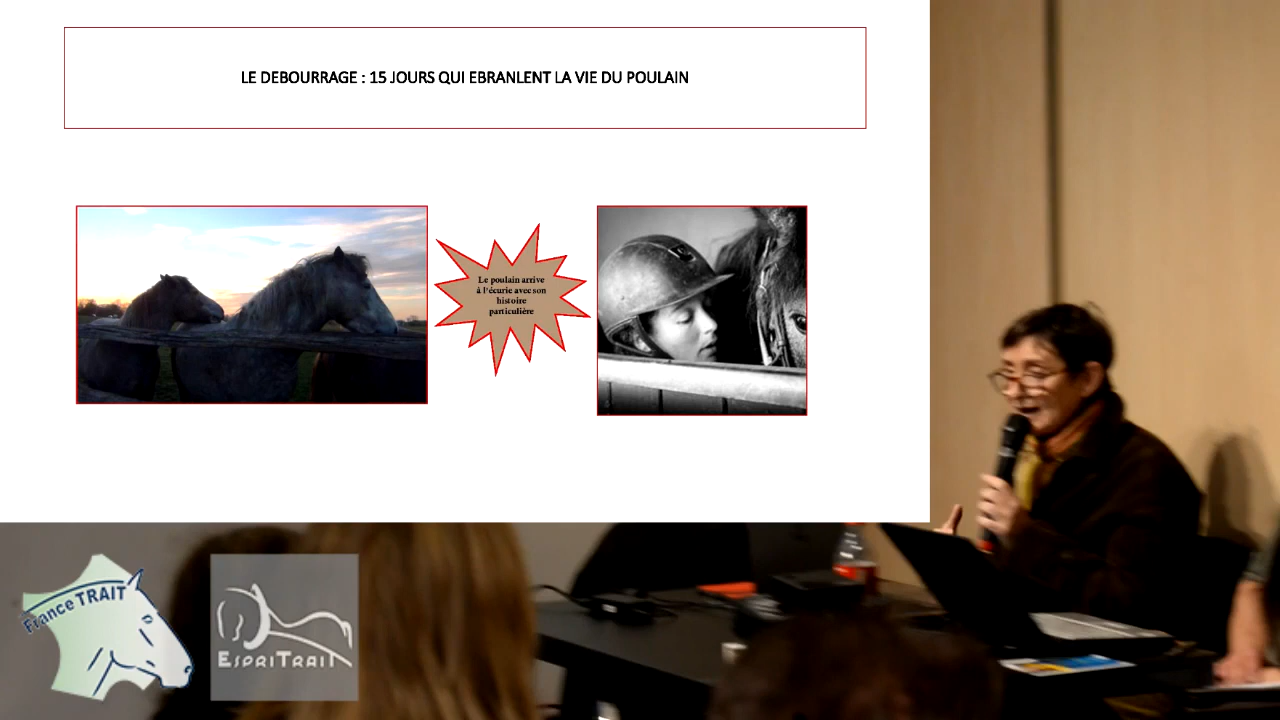 LE DEBOURRAGE : 15 JOURS QUI EBRANLENT LA VIE DU POULAIN
Le poulain arrive
à l'écurie avec son
histoire
particulière
France TRAIT
ESPRITRAIT